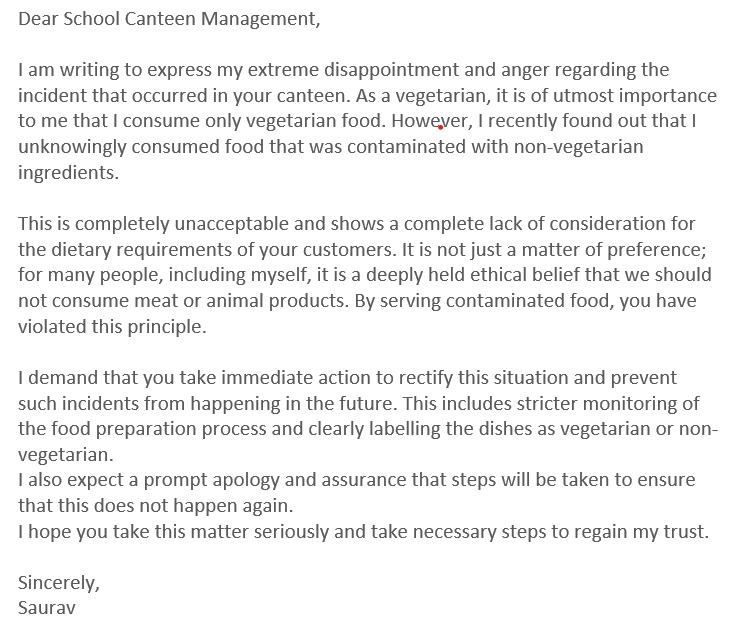 Dear School Canteen Management,
I am writing to express my extreme disappointment and anger regarding the
incident that occurred in your canteen. As a vegetarian, it is of utmost importance
to me that I consume only vegetarian food. However, I recently found out that I
unknowingly consumed food that was contaminated with non-vegetarian
ingredients.
This is completely unacceptable and shows a complete lack of consideration for
the dietary requirements of your customers. It is not just a matter of preference;
for many people, including myself, it is a deeply held ethical belief that we should
not consume meat or animal products. By serving contaminated food, you have
violated this principle.
I demand that you take immediate action to rectify this situation and prevent
such incidents from happening in the future. This includes stricter monitoring of
the food preparation process and clearly labelling the dishes as vegetarian or non-
vegetarian.
I also expect a prompt apology and assurance that steps will be taken to ensure
that this does not happen again.
I hope you take this matter seriously and take necessary steps to regain my trust.
Sincerely,
Saurav